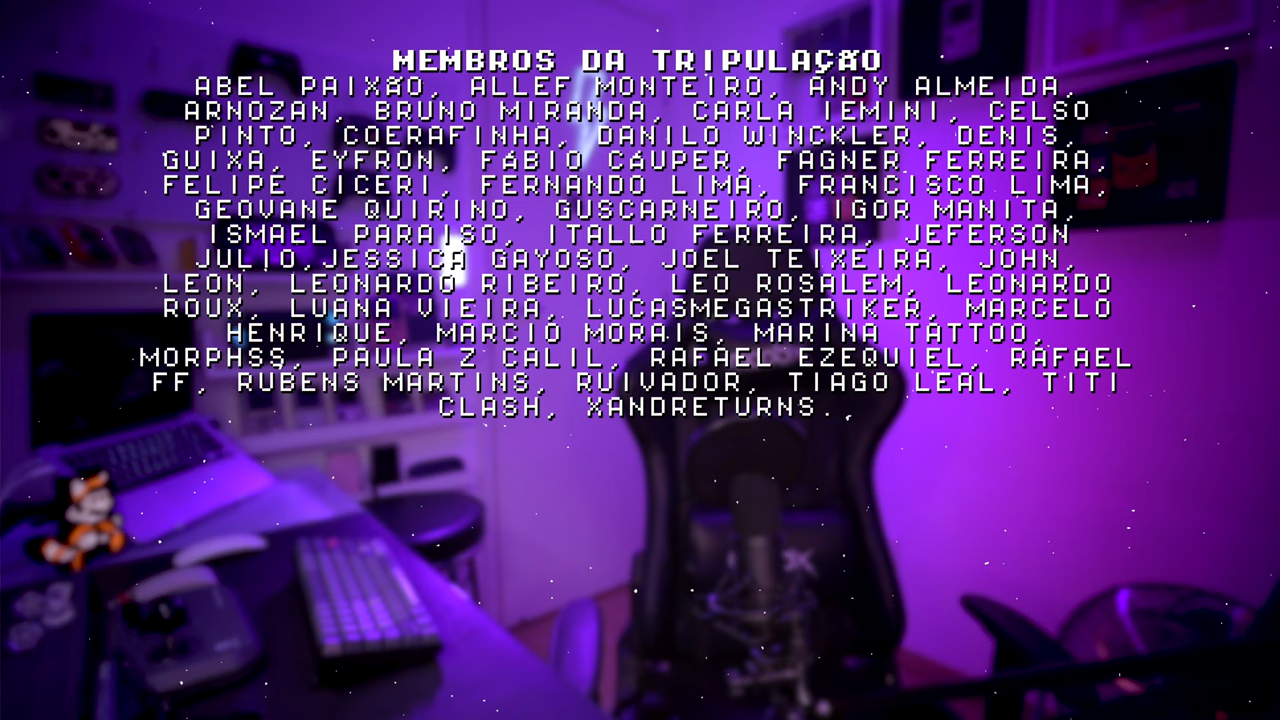 MEMBROS DA TRIPULAÇÃO
ABEL PAIXÃO, ALLEF MONTEIRO, ANDY ALMEIDA,
ARNOZAN, BRUNO MIRANDA, CARLA IEMINI, CELSO
PINTO, COERAFINHA, DANILO WINCKLER, DENIS,
GUIXA, EYFRON, FÁBIO CÁUPER, FAGNER FERREIRA,
FELIPE CICERI, FERNANDO LIMA, FRANCISCO LIMA,
GEOVANE QUIRINO, GUSCARNEIRO, IGOR MANITA,
ISMAEL PARAISO, ITALLO FERREIRA, JEFERSON
JULIO,JESSICA GAYOSO, JOEL TEIXEIRA, JOHN,
LEON, LEONARDO RIBEIRO, LEO ROSALEM, LEONARDO
ROUX, LUANA VIEIRA, LUCASMEGASTRIKER, MARCELO
HENRIQUE, MARCIO MORAIS, MARINA TATTOO,
MORPHSS, PAULA Z CALIL, RAFAEL EZEQUIEL, RAFAEL
FF, RUBENS MARTINS, RUIVADOR, TIAGO LEAL, TITI
CLASH, XANDRETURNS.